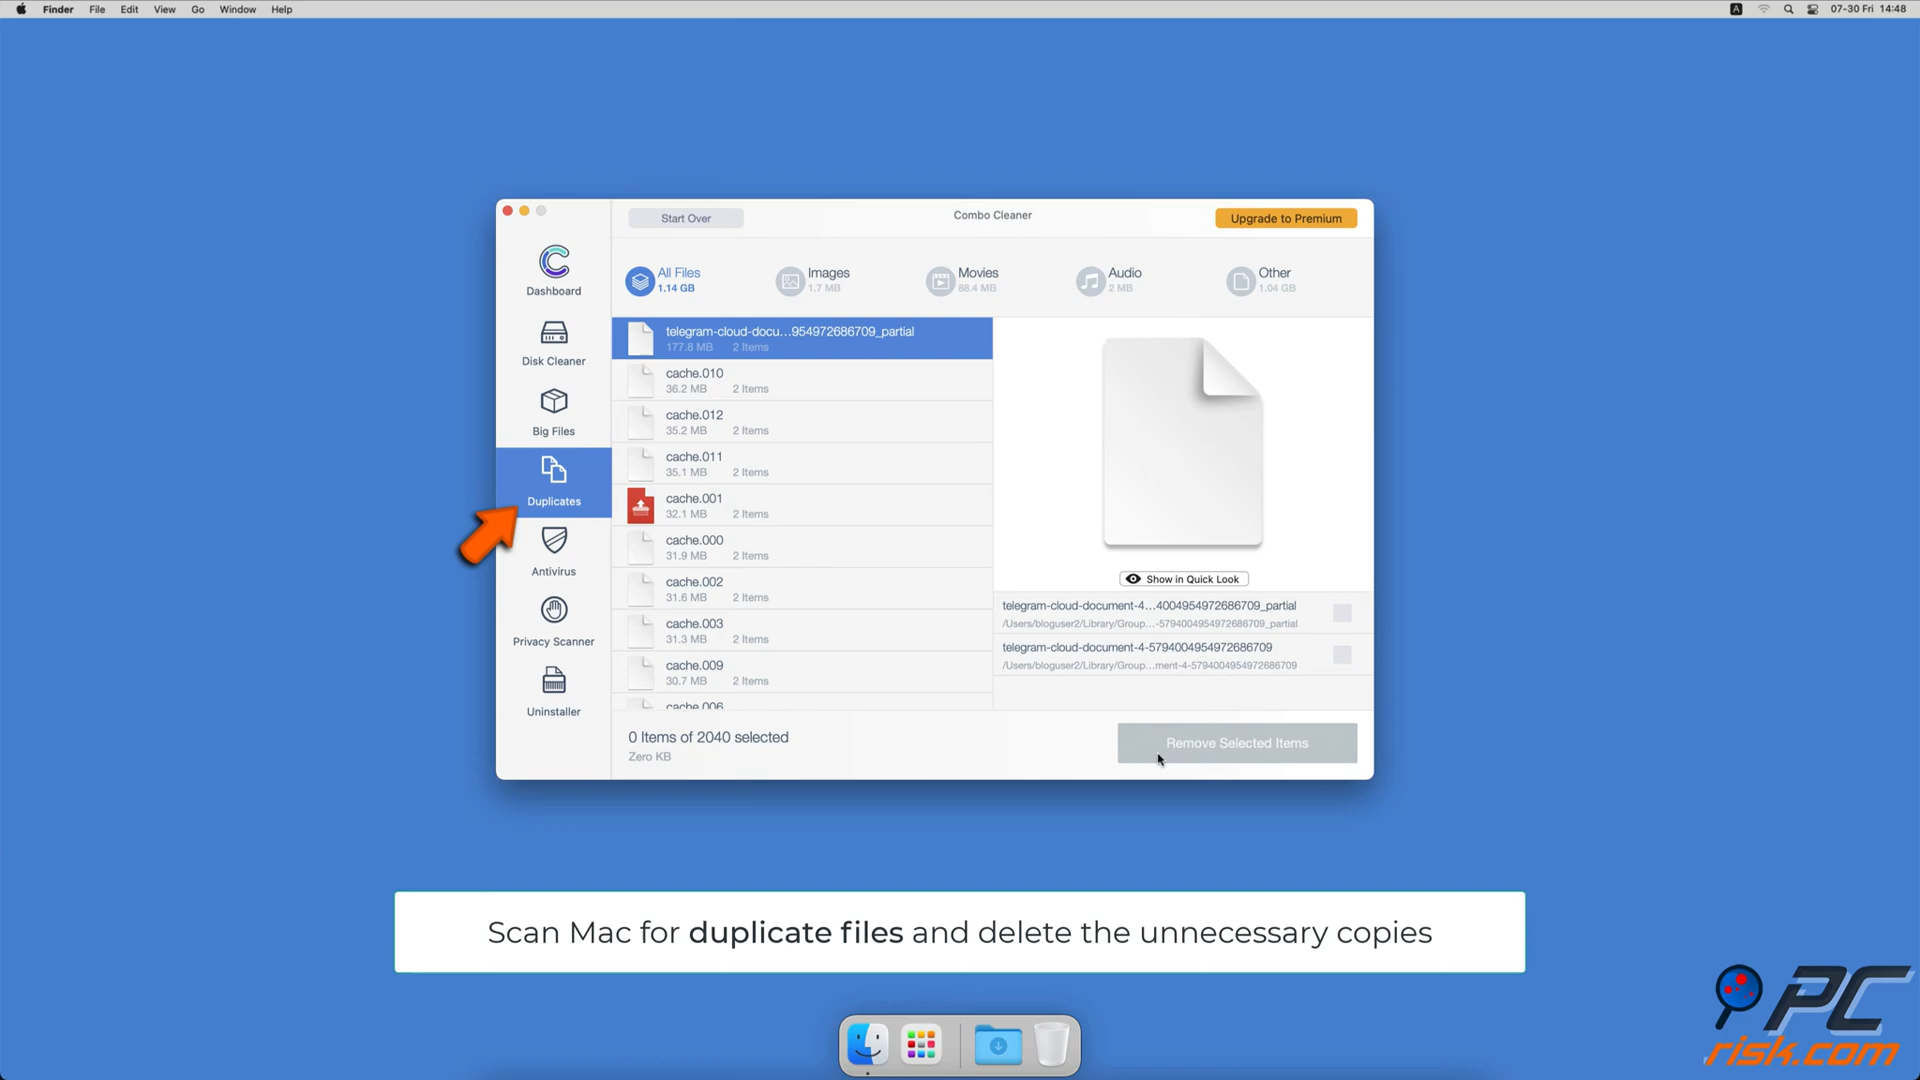 Finder File Edit View Go Window Help
A 07-30 Fri 14:48
Start Over
Combo Cleaner
Upgrade to Premium
Dashboard
Disk Cleaner
Big Files
Duplicates
Antivirus
Privacy Scanner
Uninstaller
All Files
1.14 GB
Images
1.7 MB
Movies
88.4 MB
Audio
2 MB
Other
1.04 GB
telegram-cloud-docu...954972686709_partial
177.8 MB 2 Items
cache.010
36.2 MB 2 Items
cache.012
35.2 MB 2 Items
cache.011
35.1 MB 2 Items
cache.001
32.1 MB 2 Items
cache.000
31.9 MB 2 Items
cache.002
31.6 MB 2 Items
cache.003
31.3 MB 2 Items
cache.009
30.7 MB 2 Items
cache.006
Show in Quick Look
telegram-cloud-document-4...4004954972686709_partial
/Users/bloguser2/Library/Group...-5794004954972686709_partial
telegram-cloud-document-4-5794004954972686709
/Users/bloguser2/Library/Group...ment-4-5794004954972686709
0 Items of 2040 selected
Zero KB
Remove Selected Items
Scan Mac for duplicate files and delete the unnecessary copies
PC
risk.com